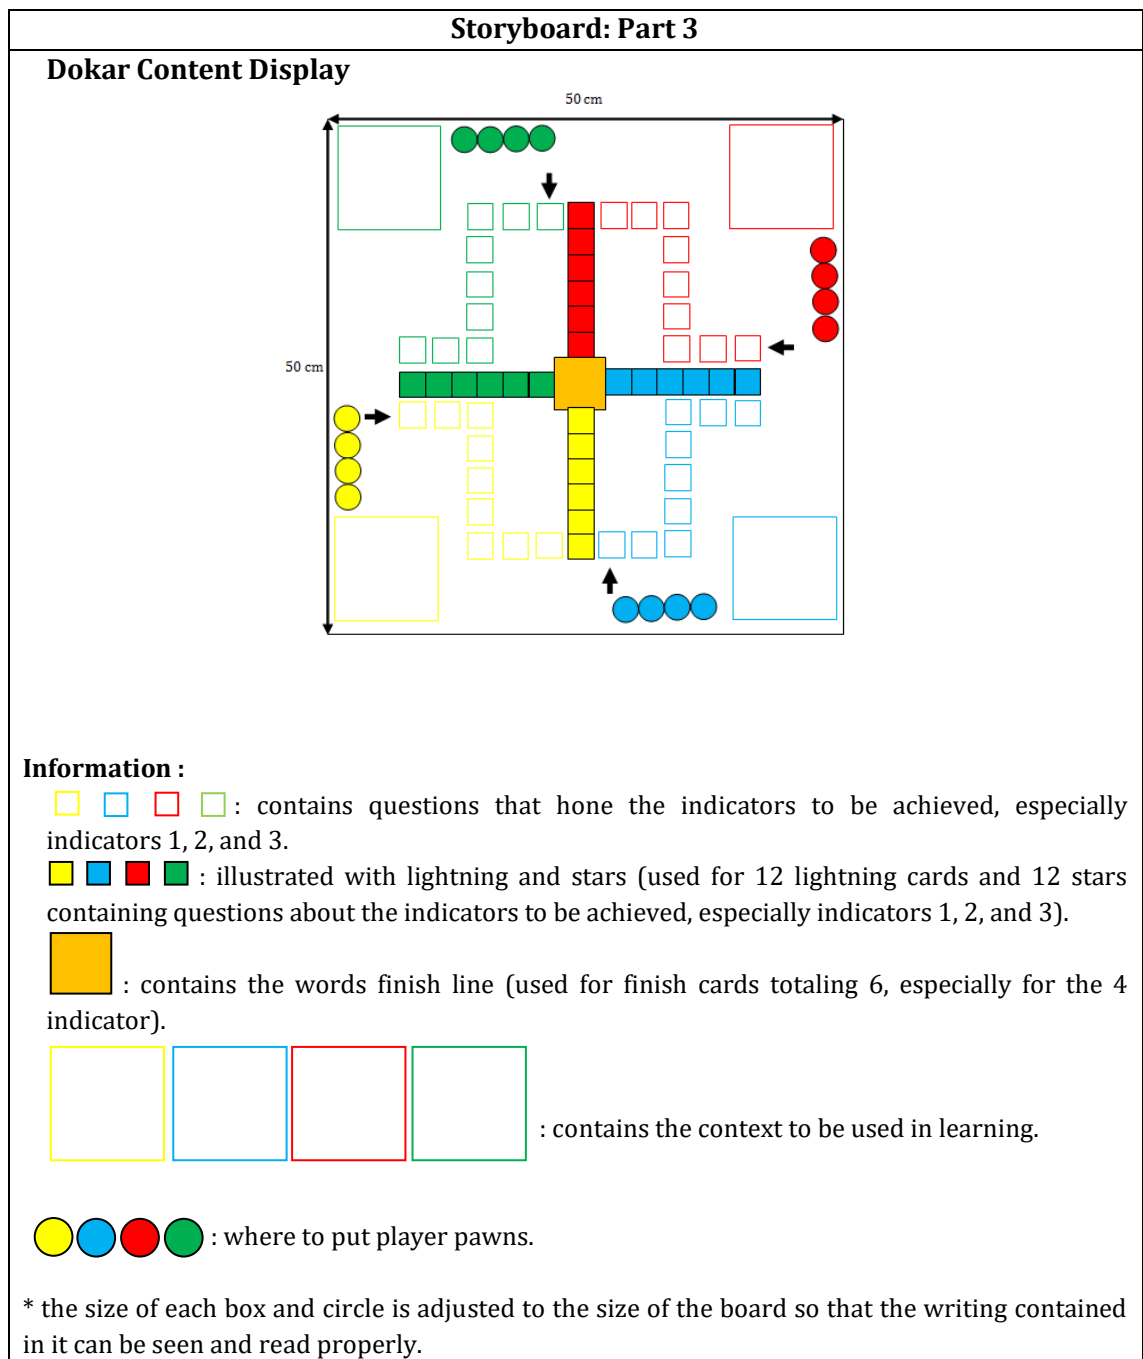 Storyboard: Part 3
Dokar Content Display
50 cm
50 cm
Information :
: contains questions that hone the indicators to be achieved, especially
indicators 1, 2, and 3.
: illustrated with lightning and stars (used for 12 lightning cards and 12 stars
containing questions about the indicators to be achieved, especially indicators 1, 2, and 3).
: contains the words finish line (used for finish cards totaling 6, especially for the 4
indicator).
: contains the context to be used in learning.
: where to put player pawns.
* the size of each box and circle is adjusted to the size of the board so that the writing contained
in it can be seen and read properly.